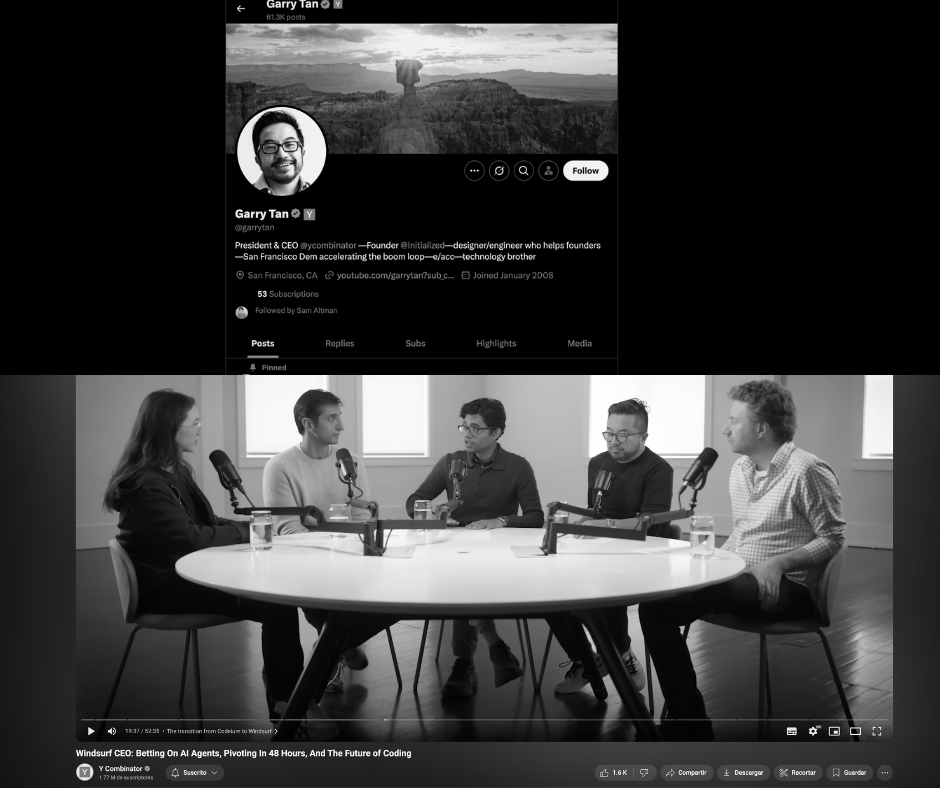 Garry Tan
61.3K posts
Follow
Garry Tan Y
@garrytan
President & CEO @ycombinator —Founder @Initialized—designer/engineer who helps founders
—San Francisco Dem accelerating the boom loop—e/acc—technology brother
San Francisco, CA youtube.com/garrytan?sub_c... Joined January 2008
53 Subscriptions
Followed by Sam Altman
Posts Replies Subs Highlights Media
Pinned
19:37 / 52:35 • The transition from Codeium to Windsurf
Windsurf CEO: Betting On AI Agents, Pivoting In 48 Hours, And The Future of Coding
Y Y Combinator
1.77 M de suscriptores
Suscrito
1.6 K Compartir Descargar Recortar Guardar